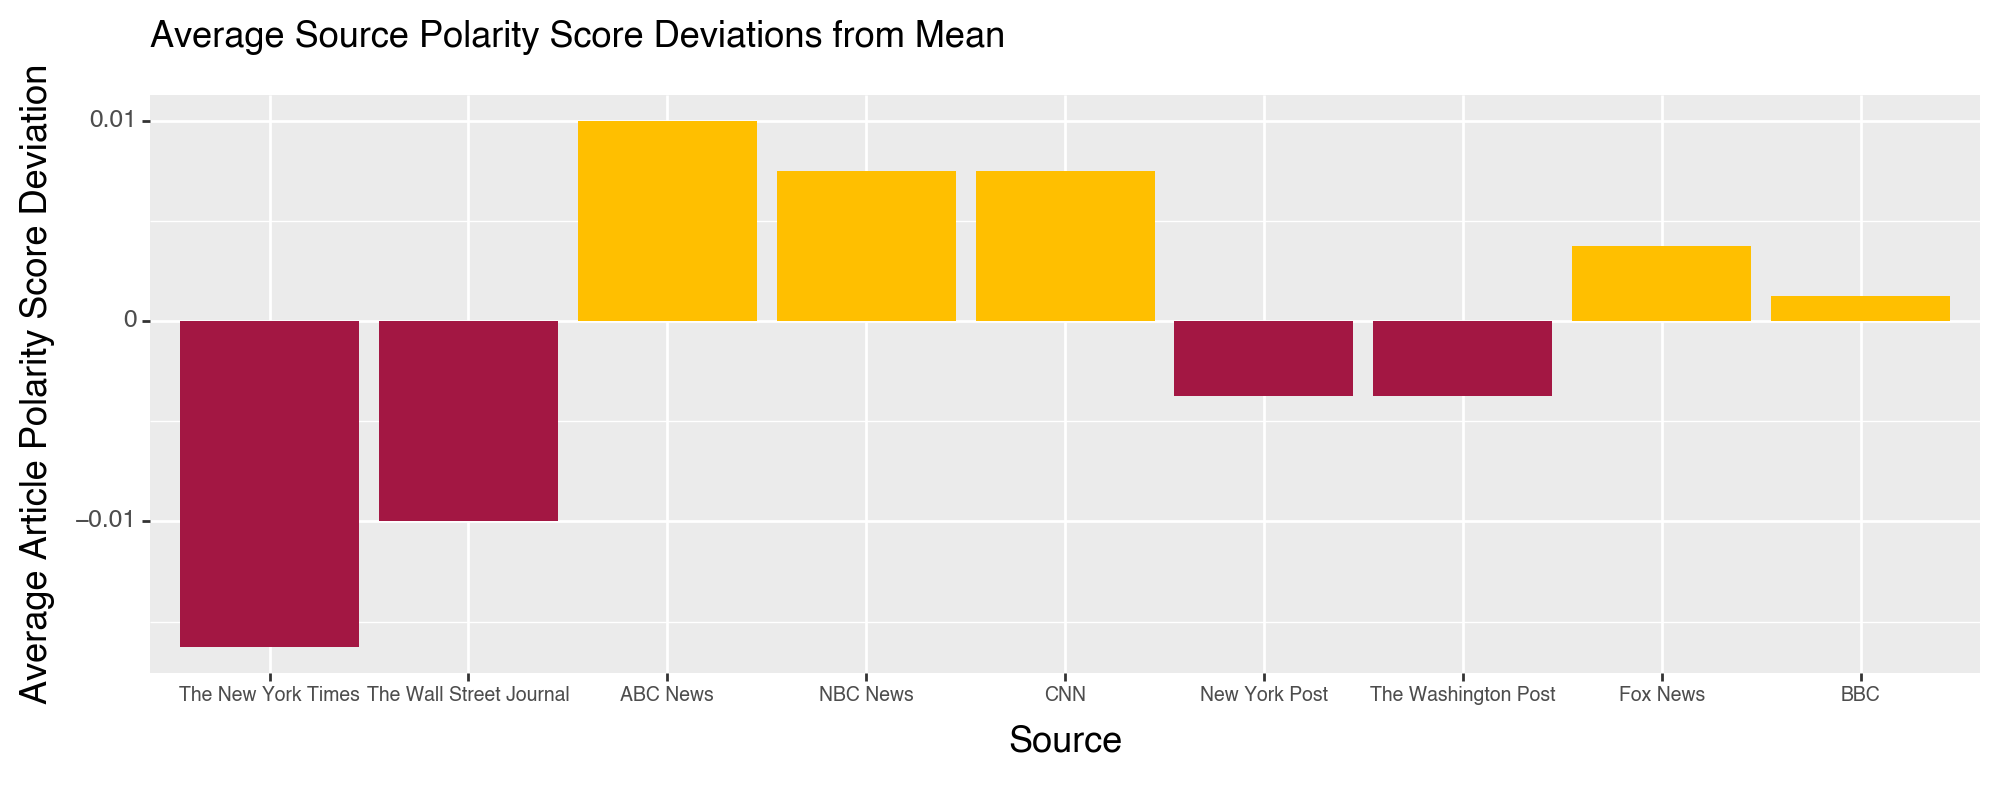 Average Source Polarity Score Deviations from Mean
Average Article Polarity Score Deviation
0.01
0
−0.01
The New York Times
The Wall Street Journal
ABC News
NBC News
CNN
New York Post
The Washington Post
Fox News
BBC
Source